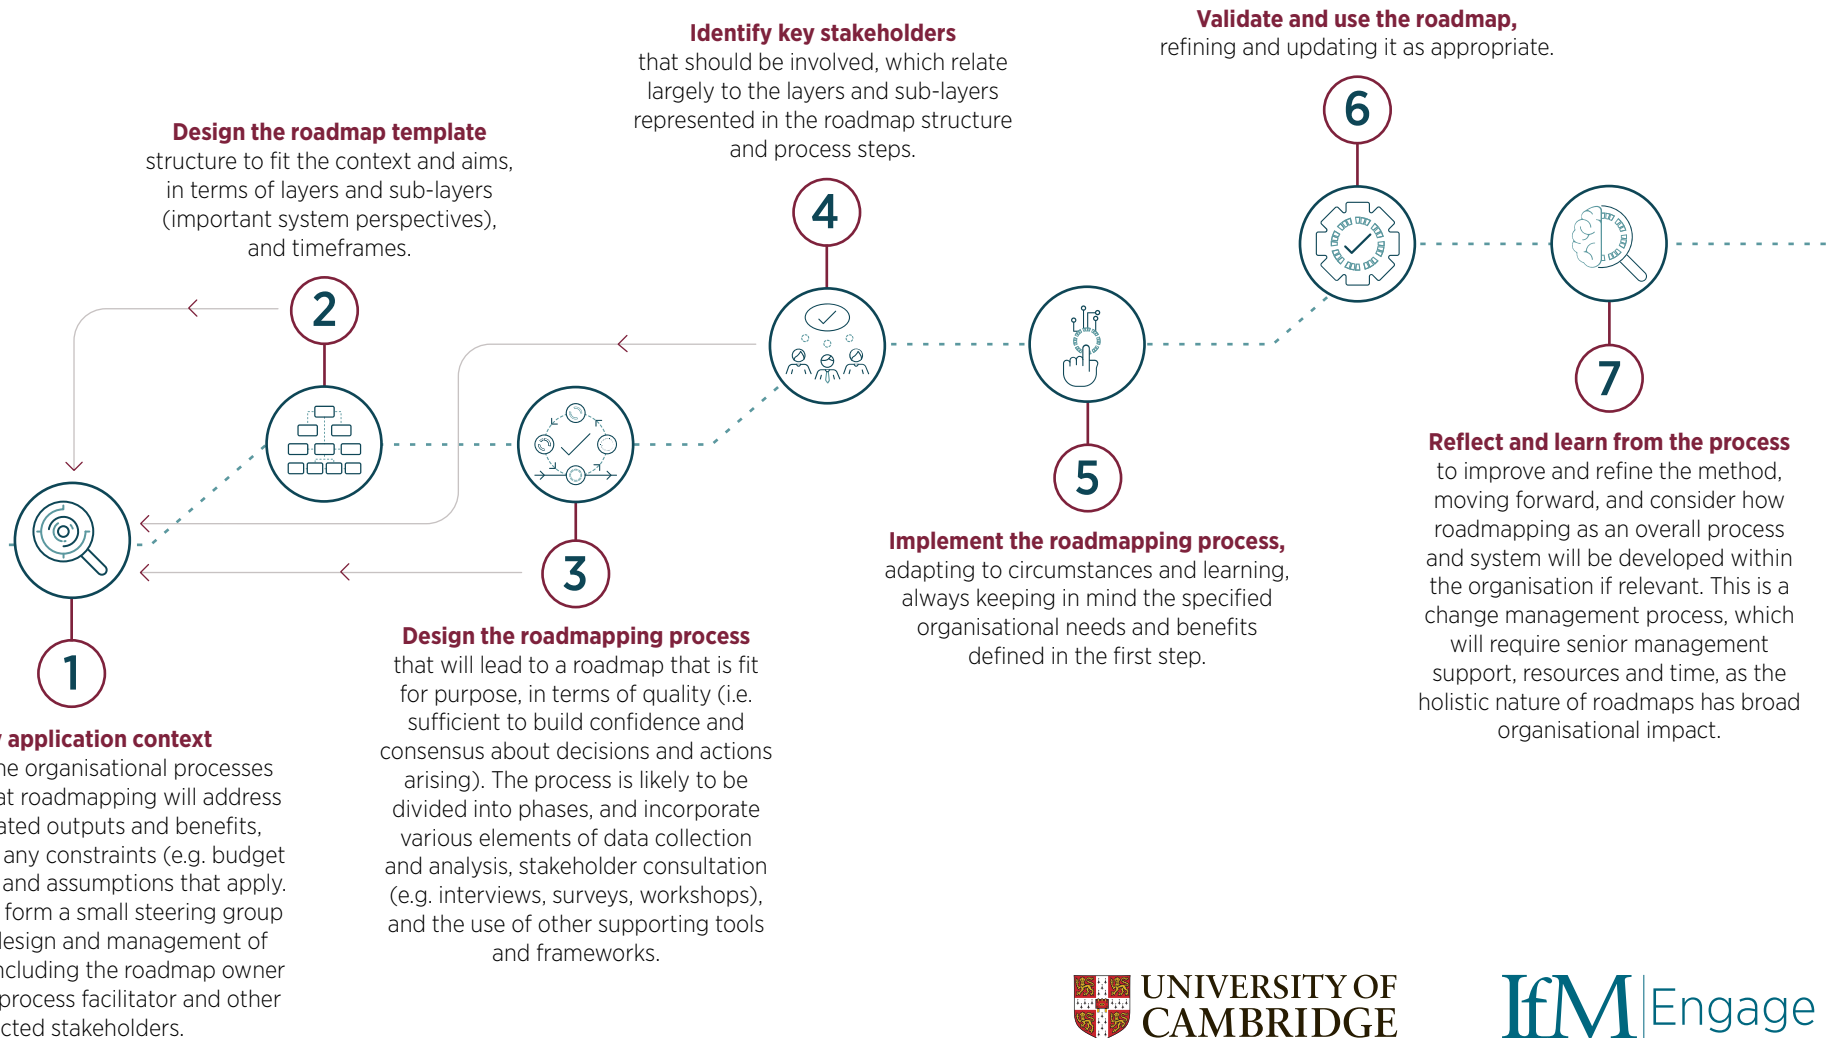 1
application context
organisational processes
roadmapping will address
outputs and benefits,
any constraints (e.g. budget
and assumptions that apply.
form a small steering group
and management of
including the roadmap owner
process facilitator and other
stakeholders.
Design the roadmap template
structure to fit the context and aims,
in terms of layers and sub-layers
(important system perspectives),
and timeframes.
2
3
Design the roadmapping process
that will lead to a roadmap that is fit
for purpose, in terms of quality (i.e.
sufficient to build confidence and
consensus about decisions and actions
arising). The process is likely to be
divided into phases, and incorporate
various elements of data collection
and analysis, stakeholder consultation
(e.g. interviews, surveys, workshops),
and the use of other supporting tools
and frameworks.
Identify key stakeholders
that should be involved, which relate
largely to the layers and sub-layers
represented in the roadmap structure
and process steps.
4
5
Implement the roadmapping process,
adapting to circumstances and learning,
always keeping in mind the specified
organisational needs and benefits
defined in the first step.
Validate and use the roadmap,
refining and updating it as appropriate.
6
7
Reflect and learn from the process
to improve and refine the method,
moving forward, and consider how
roadmapping as an overall process
and system will be developed within
the organisation if relevant. This is a
change management process, which
will require senior management
support, resources and time, as the
holistic nature of roadmaps has broad
organisational impact.
UNIVERSITY OF
CAMBRIDGE
IfM Engage